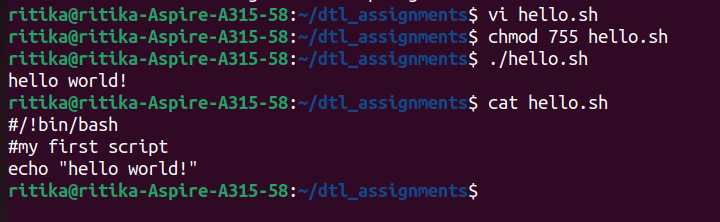 ritika@ritika-Aspire-A315-58:~/dtl_assignments$ vi hello.sh
ritika@ritika-Aspire-A315-58:~/dtl_assignments$ chmod 755 hello.sh
ritika@ritika-Aspire-A315-58:~/dtl_assignments$ ./hello.sh
hello world!
ritika@ritika-Aspire-A315-58:~/dtl_assignments$ cat hello.sh
#/!bin/bash
#my first script
echo "hello world!"
ritika@ritika-Aspire-A315-58:~/dtl_assignments$